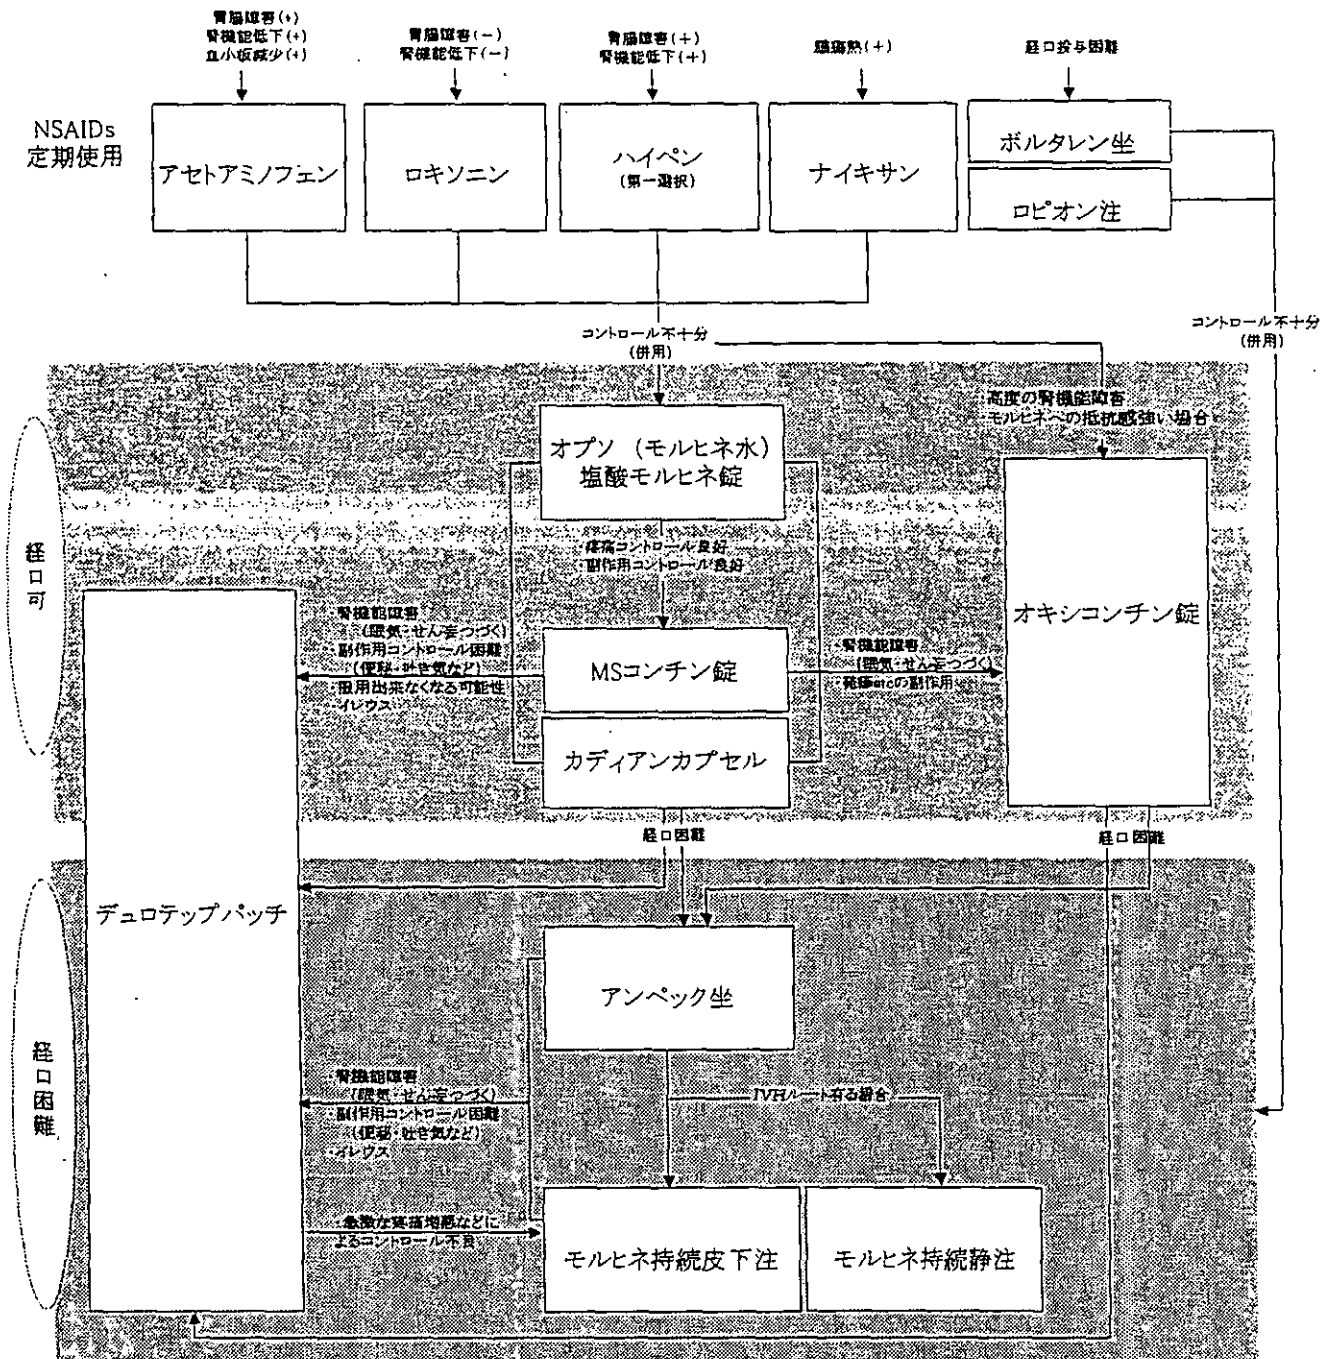 胃腸障害(+)
腎機能低下(+)
血小板減少(+)
胃腸障害(-)
腎機能低下(-)
胃腸障害(+)
腎機能低下(+)
腫瘍熱(+)
経口投与困難
NSAIDs
定期使用
アセトアミノフェン
ロキソニン
ハイペン
(第一選択)
ナイキサン
ボルタレン坐
ロピオン注
コントロール不十分
(併用)
コントロール不十分
(併用)
・高度の腎機能障害
・モルヒネへの抵抗感強い場合
経口可
オプソ (モルヒネ水)
塩酸モルヒネ錠
・疼痛コントロール良好
・副作用コントロール良好
・腎機能障害
(眠気・せん妄つづく)
・副作用コントロール困難
(便秘・吐き気など)
・服用出来なくなる可能性
・イレウス
MSコンチン錠
カディアンカプセル
・腎機能障害
(眠気・せん妄つづく)
etcの副作用
オキシコンチン錠
経口困難
経口困難
経口困難
デュロテップパッチ
アンペック坐
・腎機能障害
(眠気・せん妄つづく)
・副作用コントロール困難
(便秘・吐き気など)
・イレウス
IVHルート有る場合
・急激な疼痛増悪などに
よるコントロール不良
モルヒネ持続皮下注
モルヒネ持続静注